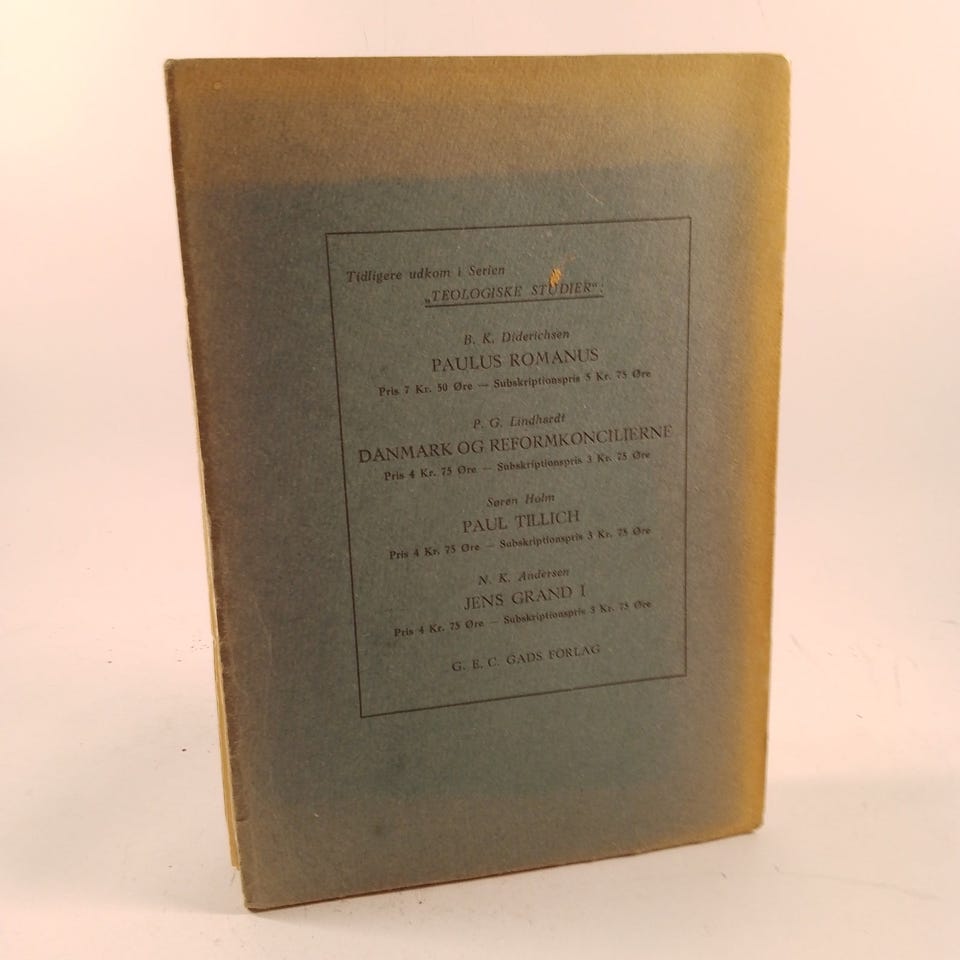 Tidligere udkom i Serien
„TEOLOGISKE STUDIER“:
B. K. Diderichsen
PAULUS ROMANUS
Pris 7 Kr. 50 Øre — Subskriptionspris 5 Kr. 75 Øre
P. G. Lindhardt
DANMARK OG REFORMKONCILIERNE
Pris 4 Kr. 75 Øre — Subskriptionspris 3 Kr. 75 Øre
Søren Holm
PAUL TILLICH
Pris 4 Kr. 75 Øre — Subskriptionspris 3 Kr. 75 Øre
N. K. Andersen
JENS GRAND I
Pris 4 Kr. 75 Øre — Subskriptionspris 3 Kr. 75 Øre
G. E. C. GADS FORLAG